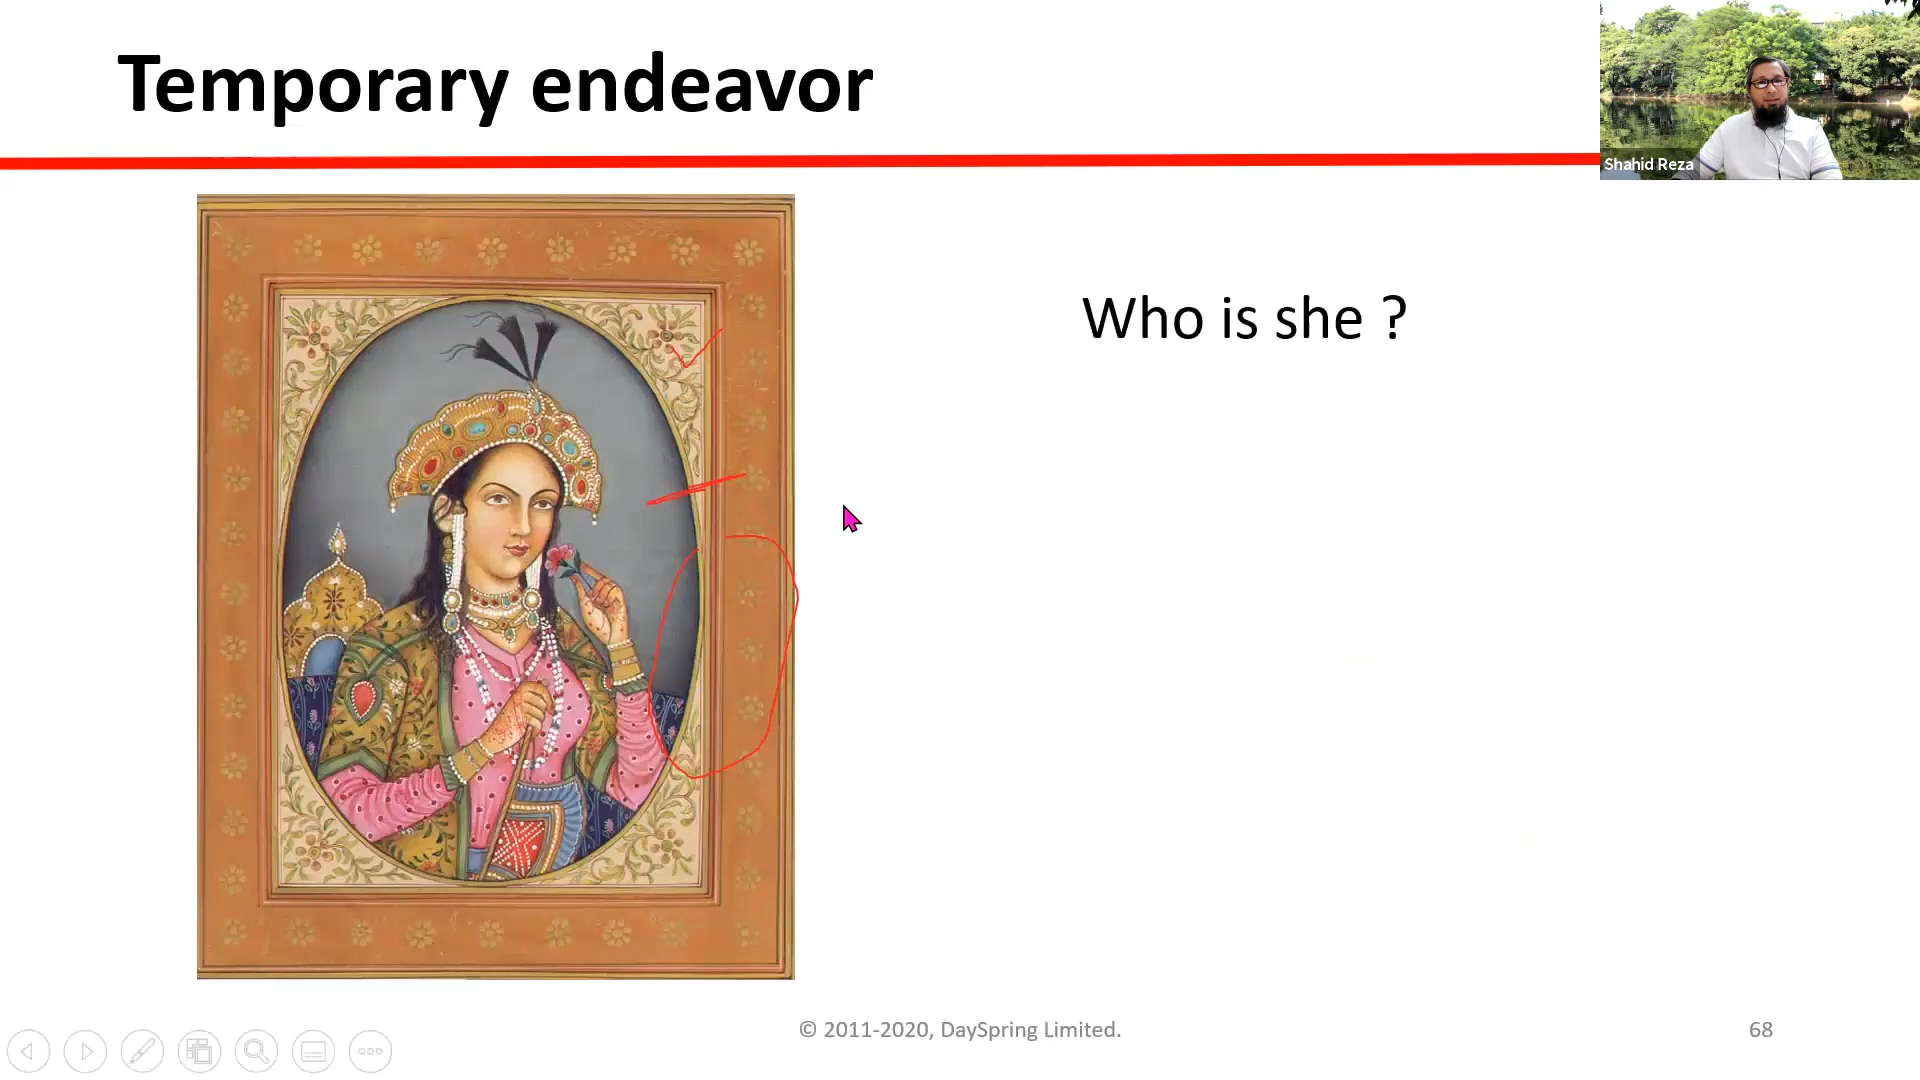 Temporary endeavor
Shahid Reza
Who is she ?
© 2011-2020, DaySpring Limited.
68